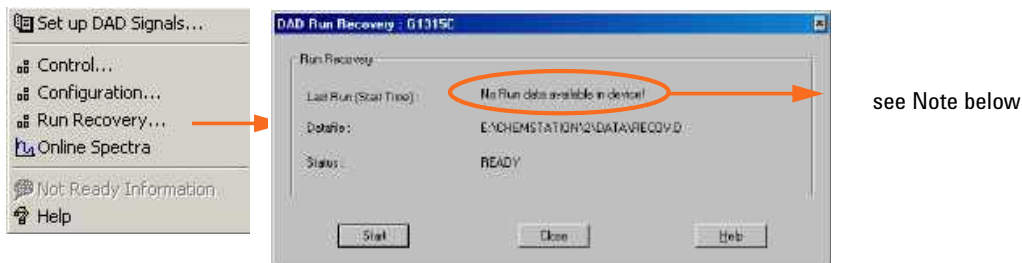 Set up DAD Signals...
Control...
Configuration...
Run Recovery...
Online Spectra
Not Ready Information
Help
DAD Run Recovery : G1315C
Run Recovery
Last Run (Start Time) :
No Run data available in device!
Datafile :
E:\CHEMSTATION\2\DATA\RECOV.D
Status :
READY
Start
Close
Help
see Note below